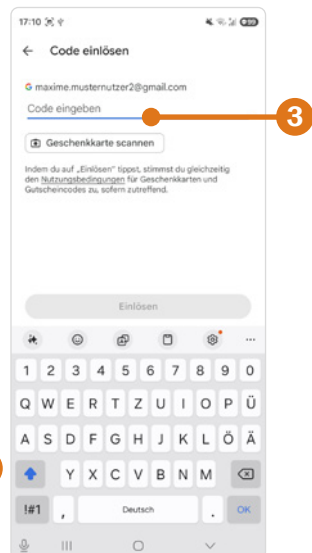 17:10
← Code einlösen
G maxime.musternutzer2@gmail.com
Code eingeben
3
Geschenkkarte scannen
Indem du auf „Einlösen" tippst, stimmst du gleichzeitig
den Nutzungsbedingungen für Geschenkkarten und
Gutscheincodes zu, sofern zutreffend.
Einlösen
1 2 3 4 5 6 7 8 9 0
Q W E R T Z U I O P Ü
A S D F G H J K L Ö Ä
Y X C V B N M
!#1 , Deutsch . OK